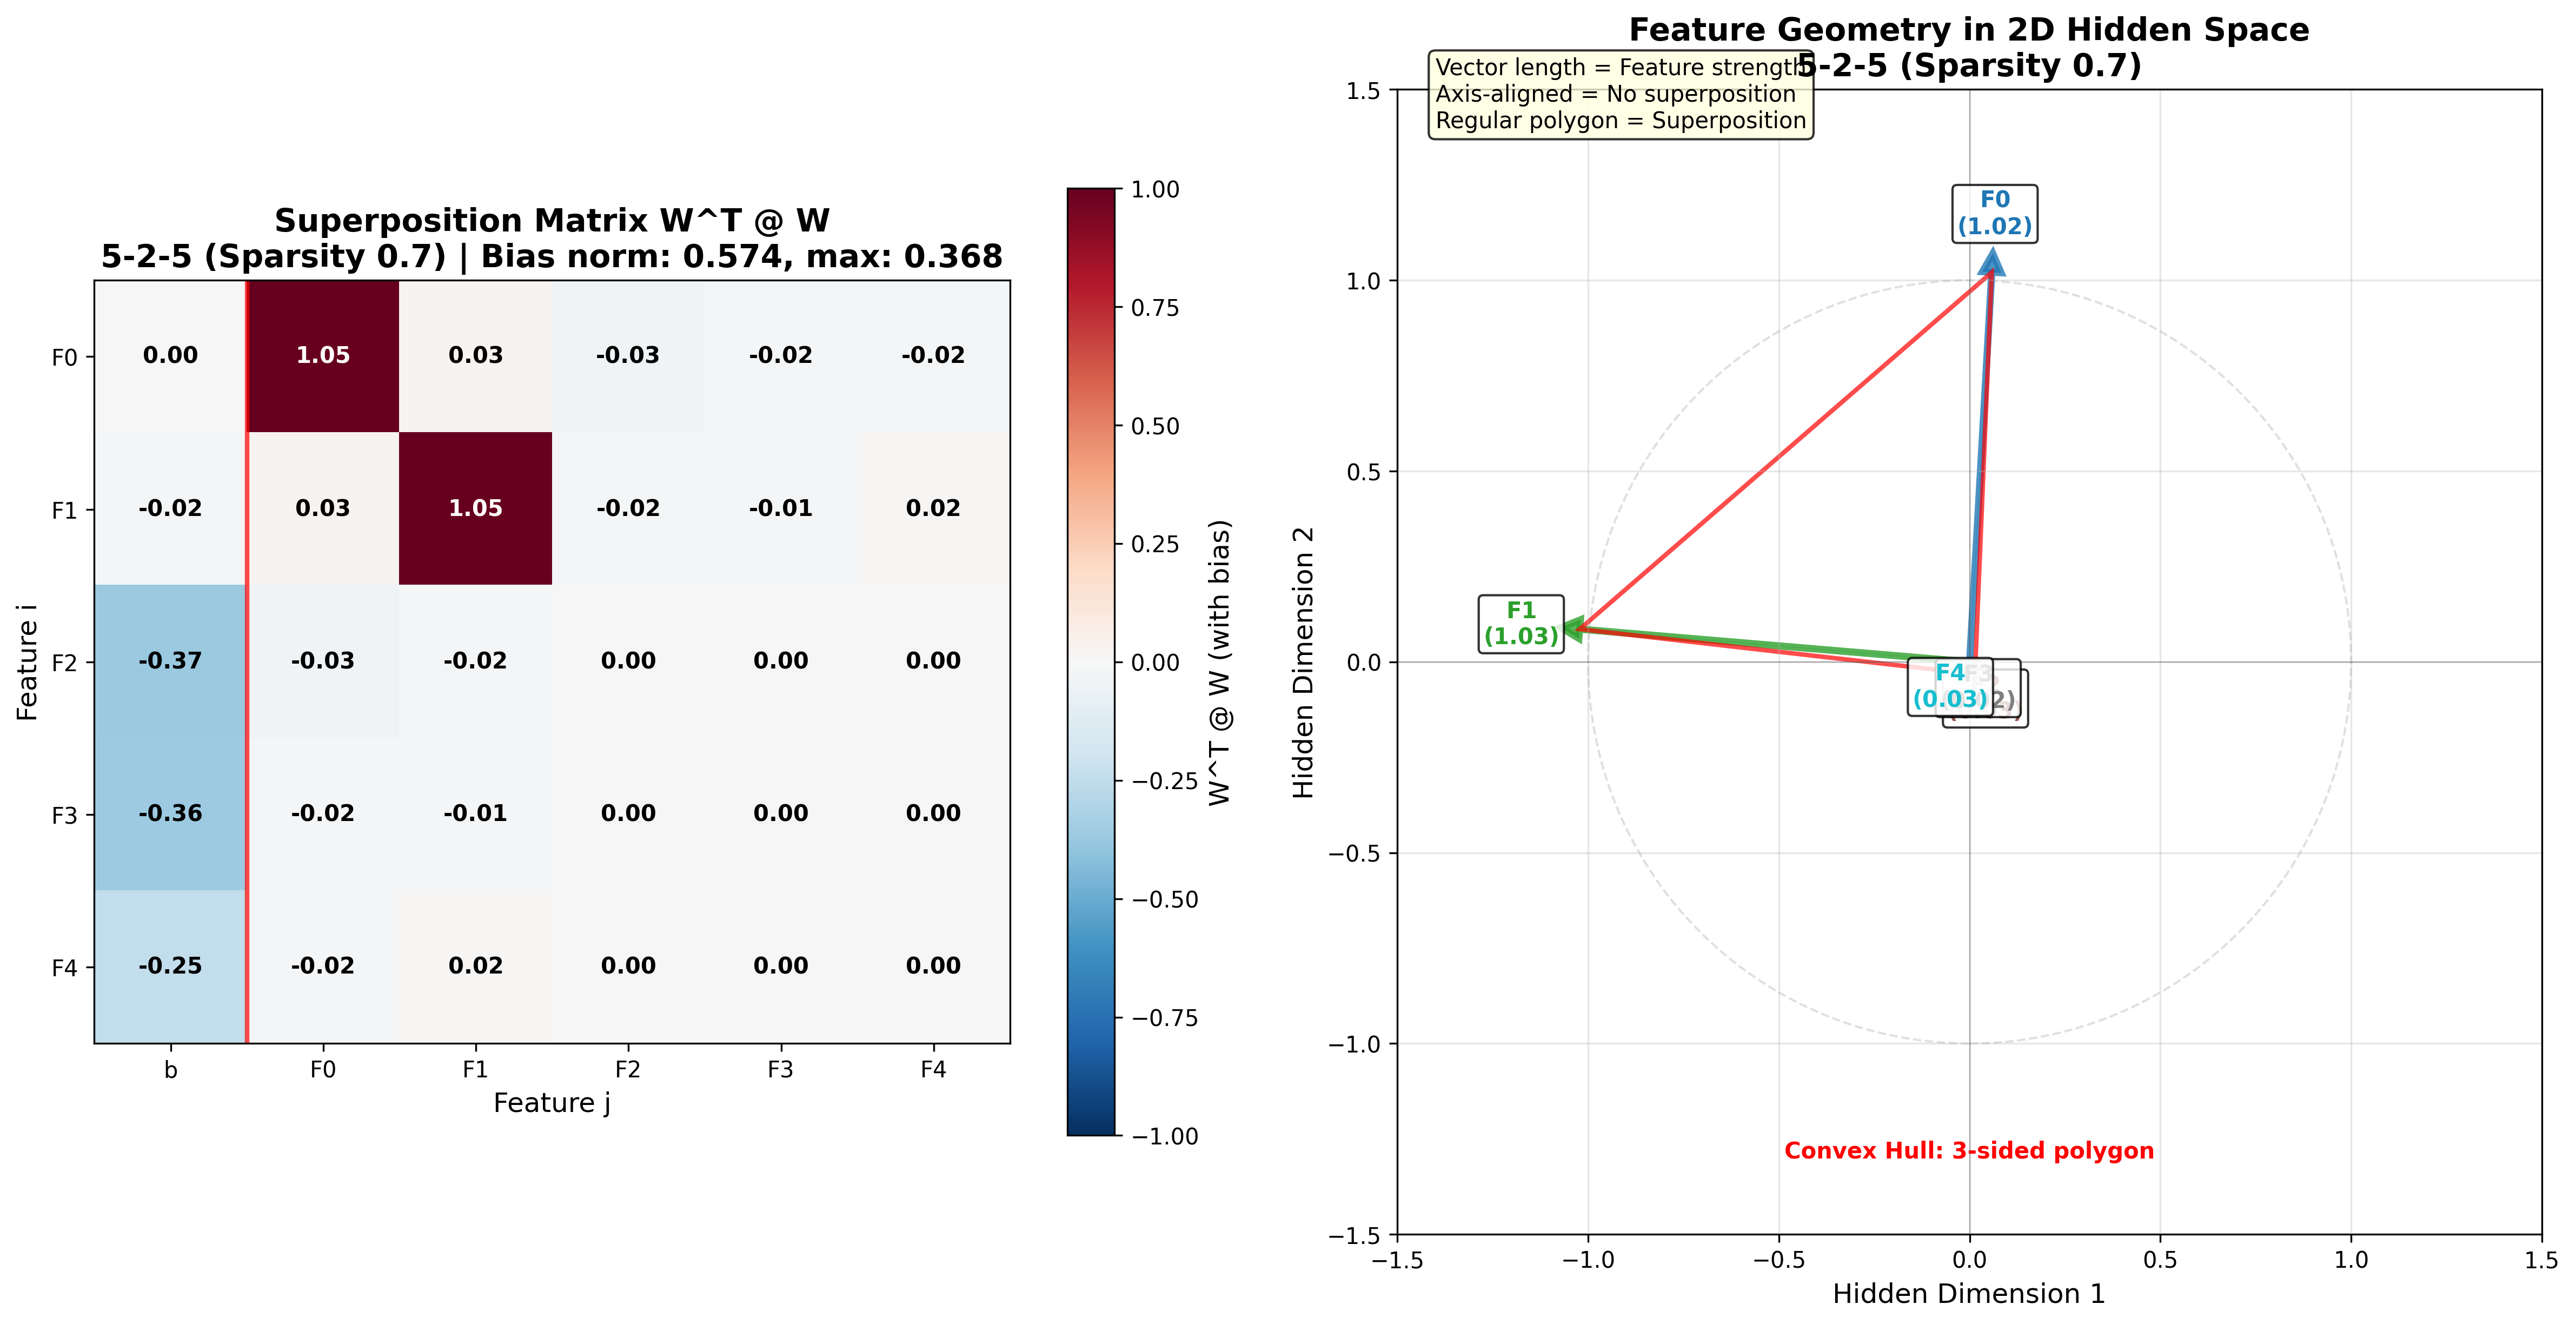 Superposition Matrix W^T @ W
5-2-5 (Sparsity 0.7) | Bias norm: 0.574, max: 0.368
Feature i
F0
F1
F2
F3
F4
0.00 1.05 0.03 -0.03 -0.02 -0.02
-0.02 0.03 1.05 -0.02 -0.01 0.02
-0.37 -0.03 -0.02 0.00 0.00 0.00
-0.36 -0.02 -0.01 0.00 0.00 0.00
-0.25 -0.02 0.02 0.00 0.00 0.00
b F0 F1 F2 F3 F4
Feature j
1.00
0.75
0.50
0.25
0.00
−0.25
−0.50
−0.75
−1.00
W^T @ W (with bias)
Feature Geometry in 2D Hidden Space
5-2-5 (Sparsity 0.7)
Vector length = Feature strength
Axis-aligned = No superposition
Regular polygon = Superposition
Hidden Dimension 2
1.5
1.0
0.5
0.0
−0.5
−1.0
−1.5
F0
(1.02)
F1
(1.03)
F4
(0.03)
F3
Convex Hull: 3-sided polygon
−1.5 −1.0 −0.5 0.0 0.5 1.0 1.5
Hidden Dimension 1